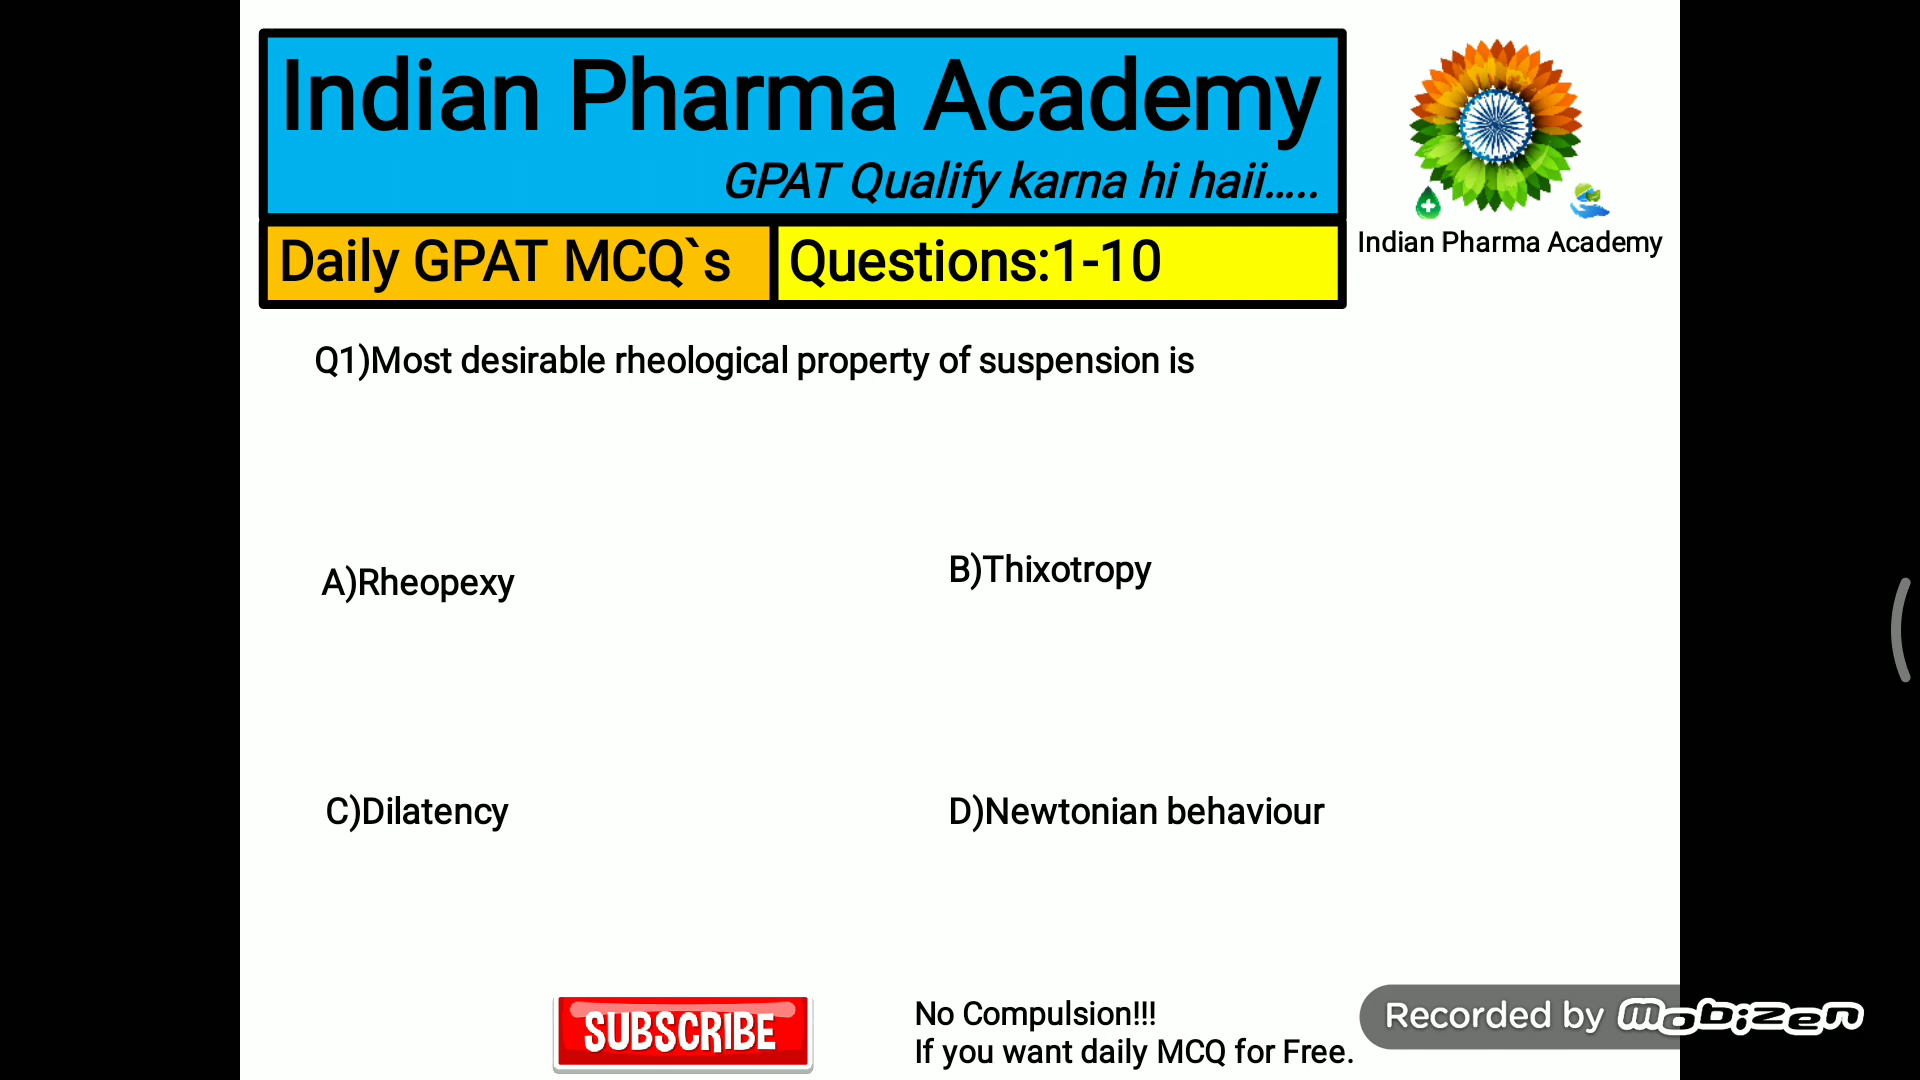 Indian Pharma Academy
GPAT Qualify karna hi haii.....
Daily GPAT MCQ`s
Questions:1-10
Indian Pharma Academy
Q1)Most desirable rheological property of suspension is
A)Rheopexy
B)Thixotropy
C)Dilatency
D)Newtonian behaviour
SUBSCRIBE
No Compulsion!!!
If you want daily MCQ for Free.
Recorded by mobizen